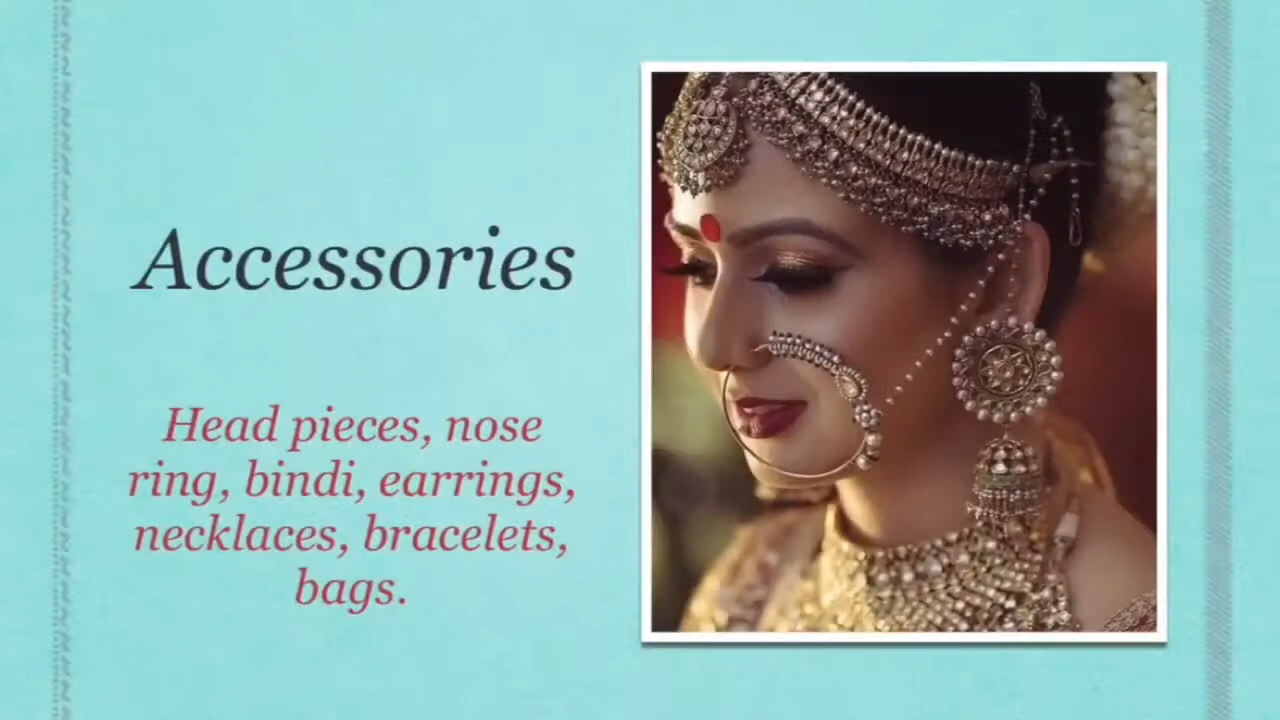 Accessories
Head pieces, nose
ring, bindi, earrings,
necklaces, bracelets,
bags.